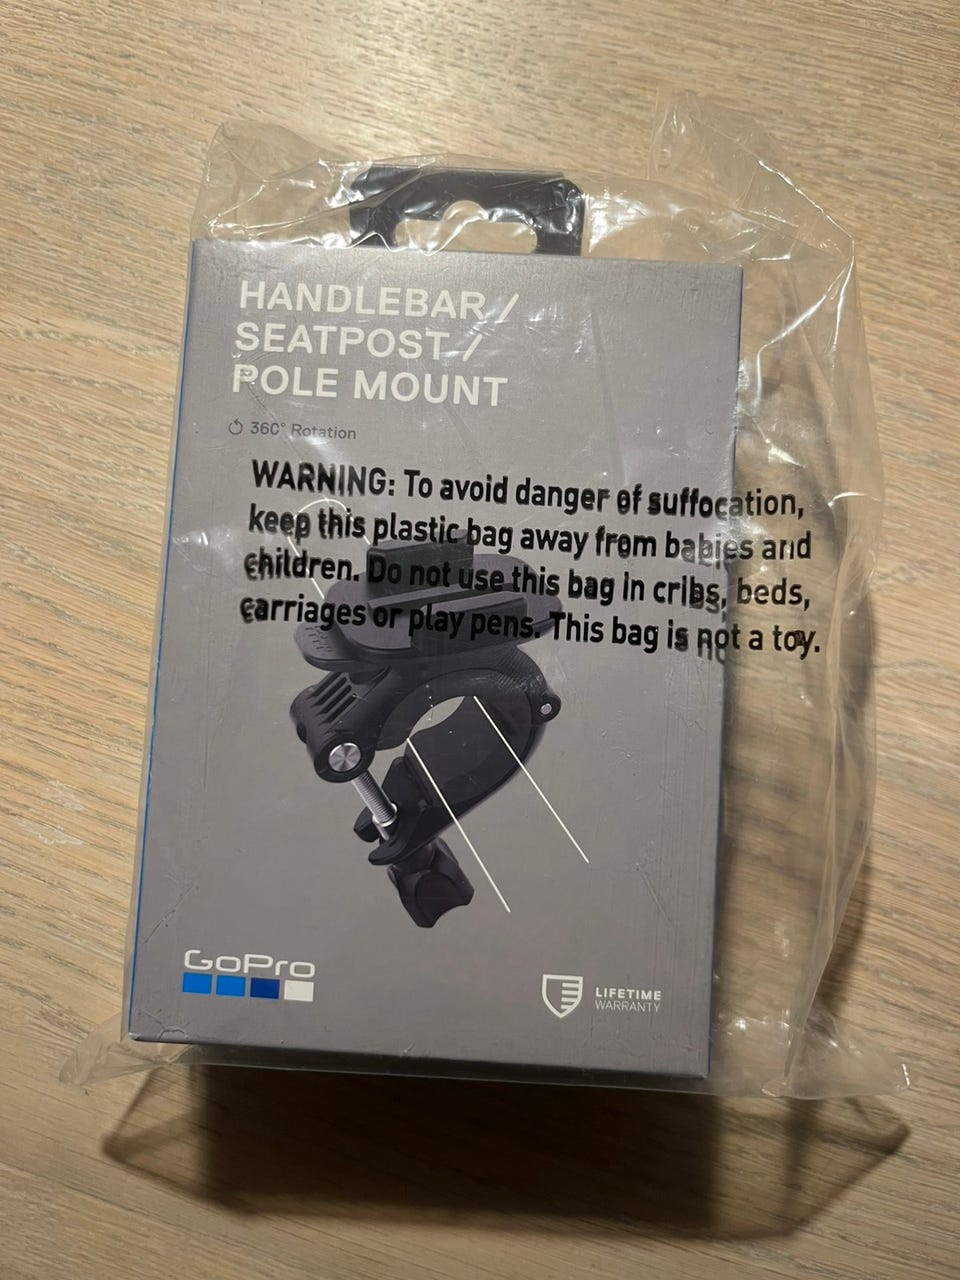 HANDLEBAR /
SEATPOST /
POLE MOUNT
360° Rotation
WARNING: To avoid danger of suffocation,
keep this plastic bag away from babies and
children. Do not use this bag in cribs, beds,
carriages or play pens. This bag is not a toy.
GoPro
LIFETIME
WARRANTY